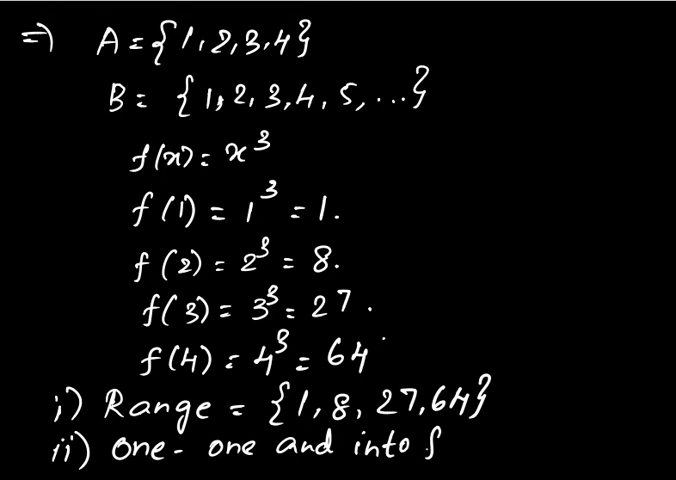 =) A = {1,2,3,4}
B = {1,2,3,4,5,...}
f(x) = x³
f(1) = 1³ = 1.
f(2) = 2³ = 8.
f(3) = 3³ = 27.
f(4) = 4³ = 64
i) Range = {1,8,27,64}
ii) one-one and into f